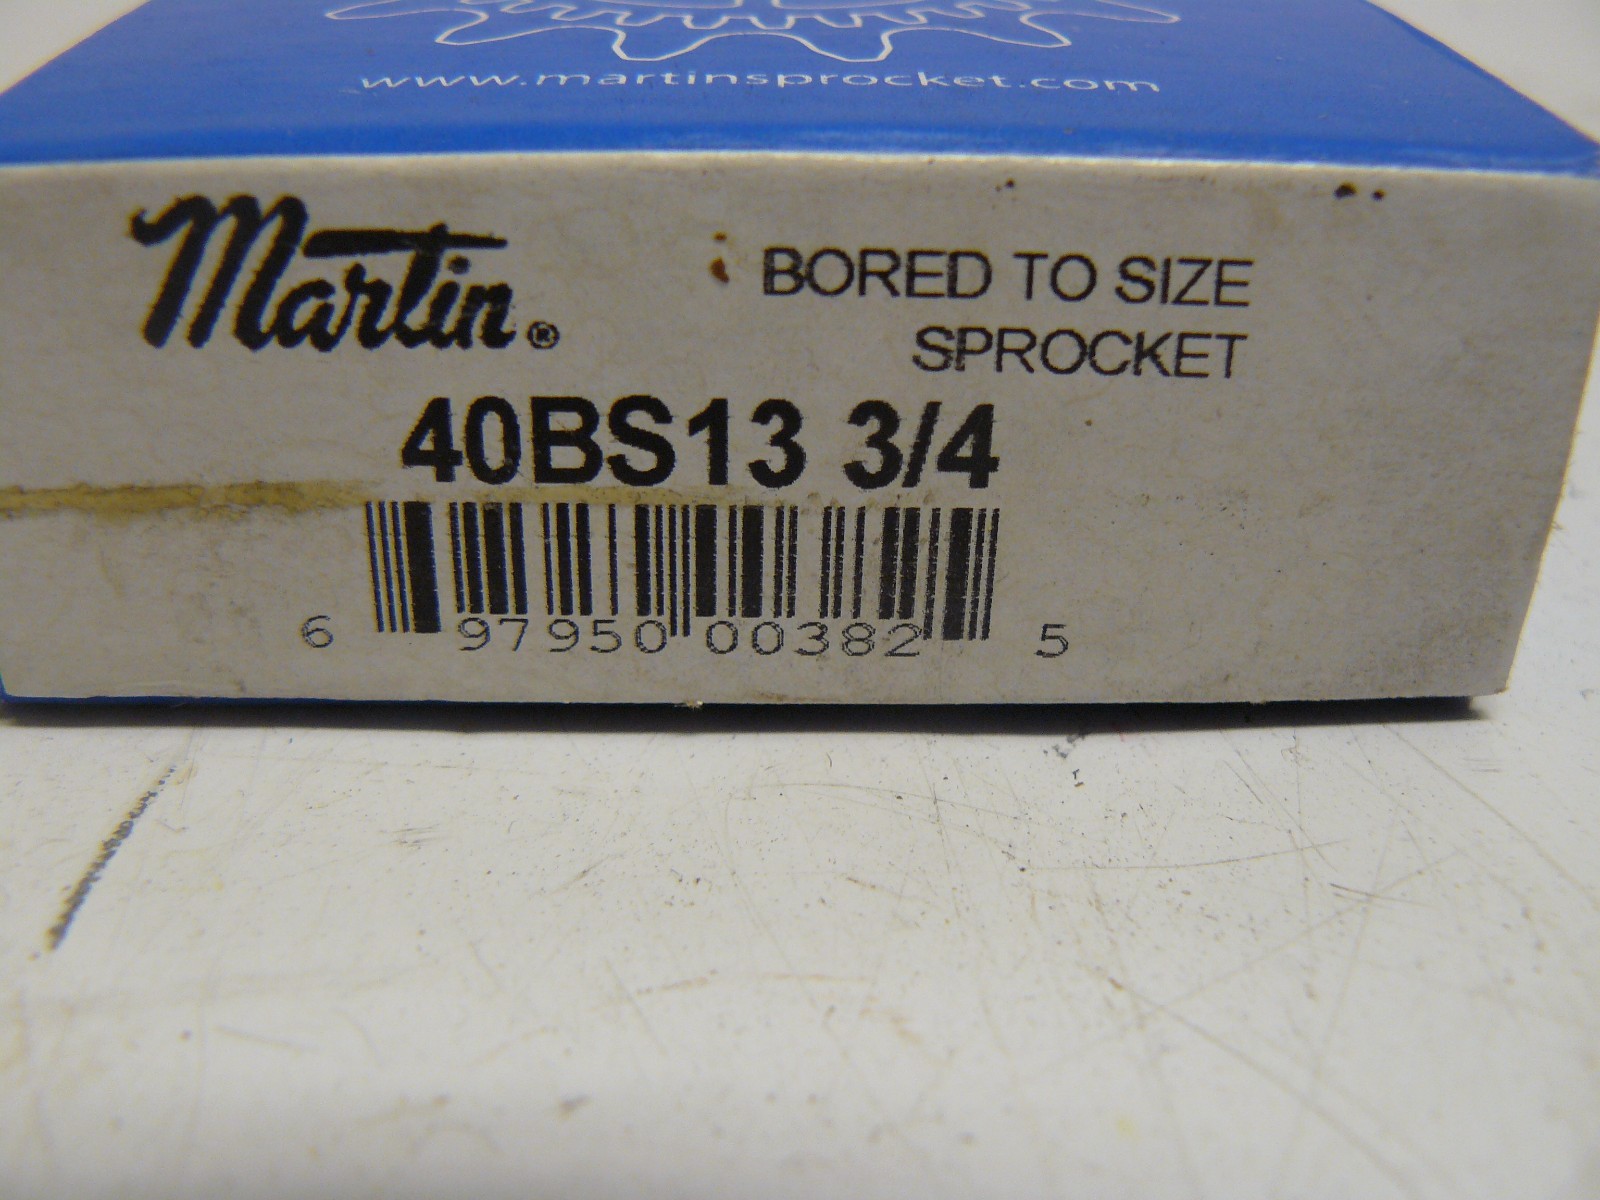 www.martinsprocket.com
Martin®
BORED TO SIZE
SPROCKET
40BS13 3/4
6 97950 00382 5